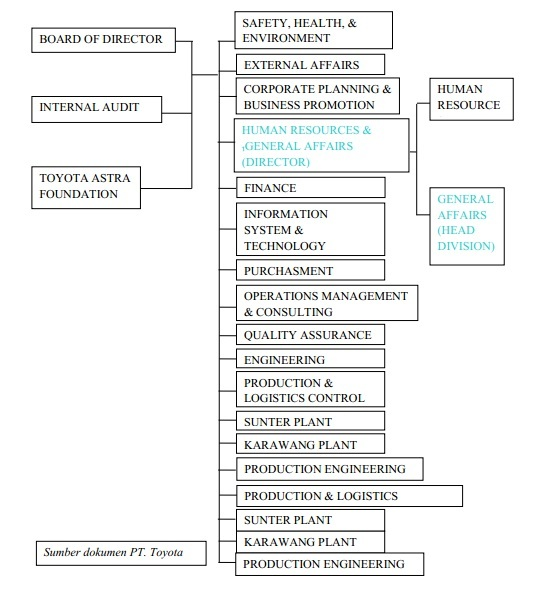 BOARD OF DIRECTOR
INTERNAL AUDIT
TOYOTA ASTRA
FOUNDATION
SAFETY, HEALTH, &
ENVIRONMENT
EXTERNAL AFFAIRS
CORPORATE PLANNING &
BUSINESS PROMOTION
HUMAN RESOURCES &
GENERAL AFFAIRS
(DIRECTOR)
HUMAN
RESOURCE
GENERAL
AFFAIRS
(HEAD
DIVISION)
FINANCE
INFORMATION
SYSTEM &
TECHNOLOGY
PURCHASMENT
OPERATIONS MANAGEMENT
& CONSULTING
QUALITY ASSURANCE
ENGINEERING
PRODUCTION &
LOGISTICS CONTROL
SUNTER PLANT
KARAWANG PLANT
PRODUCTION ENGINEERING
PRODUCTION & LOGISTICS
SUNTER PLANT
KARAWANG PLANT
PRODUCTION ENGINEERING
Sumber dokumen PT. Toyota